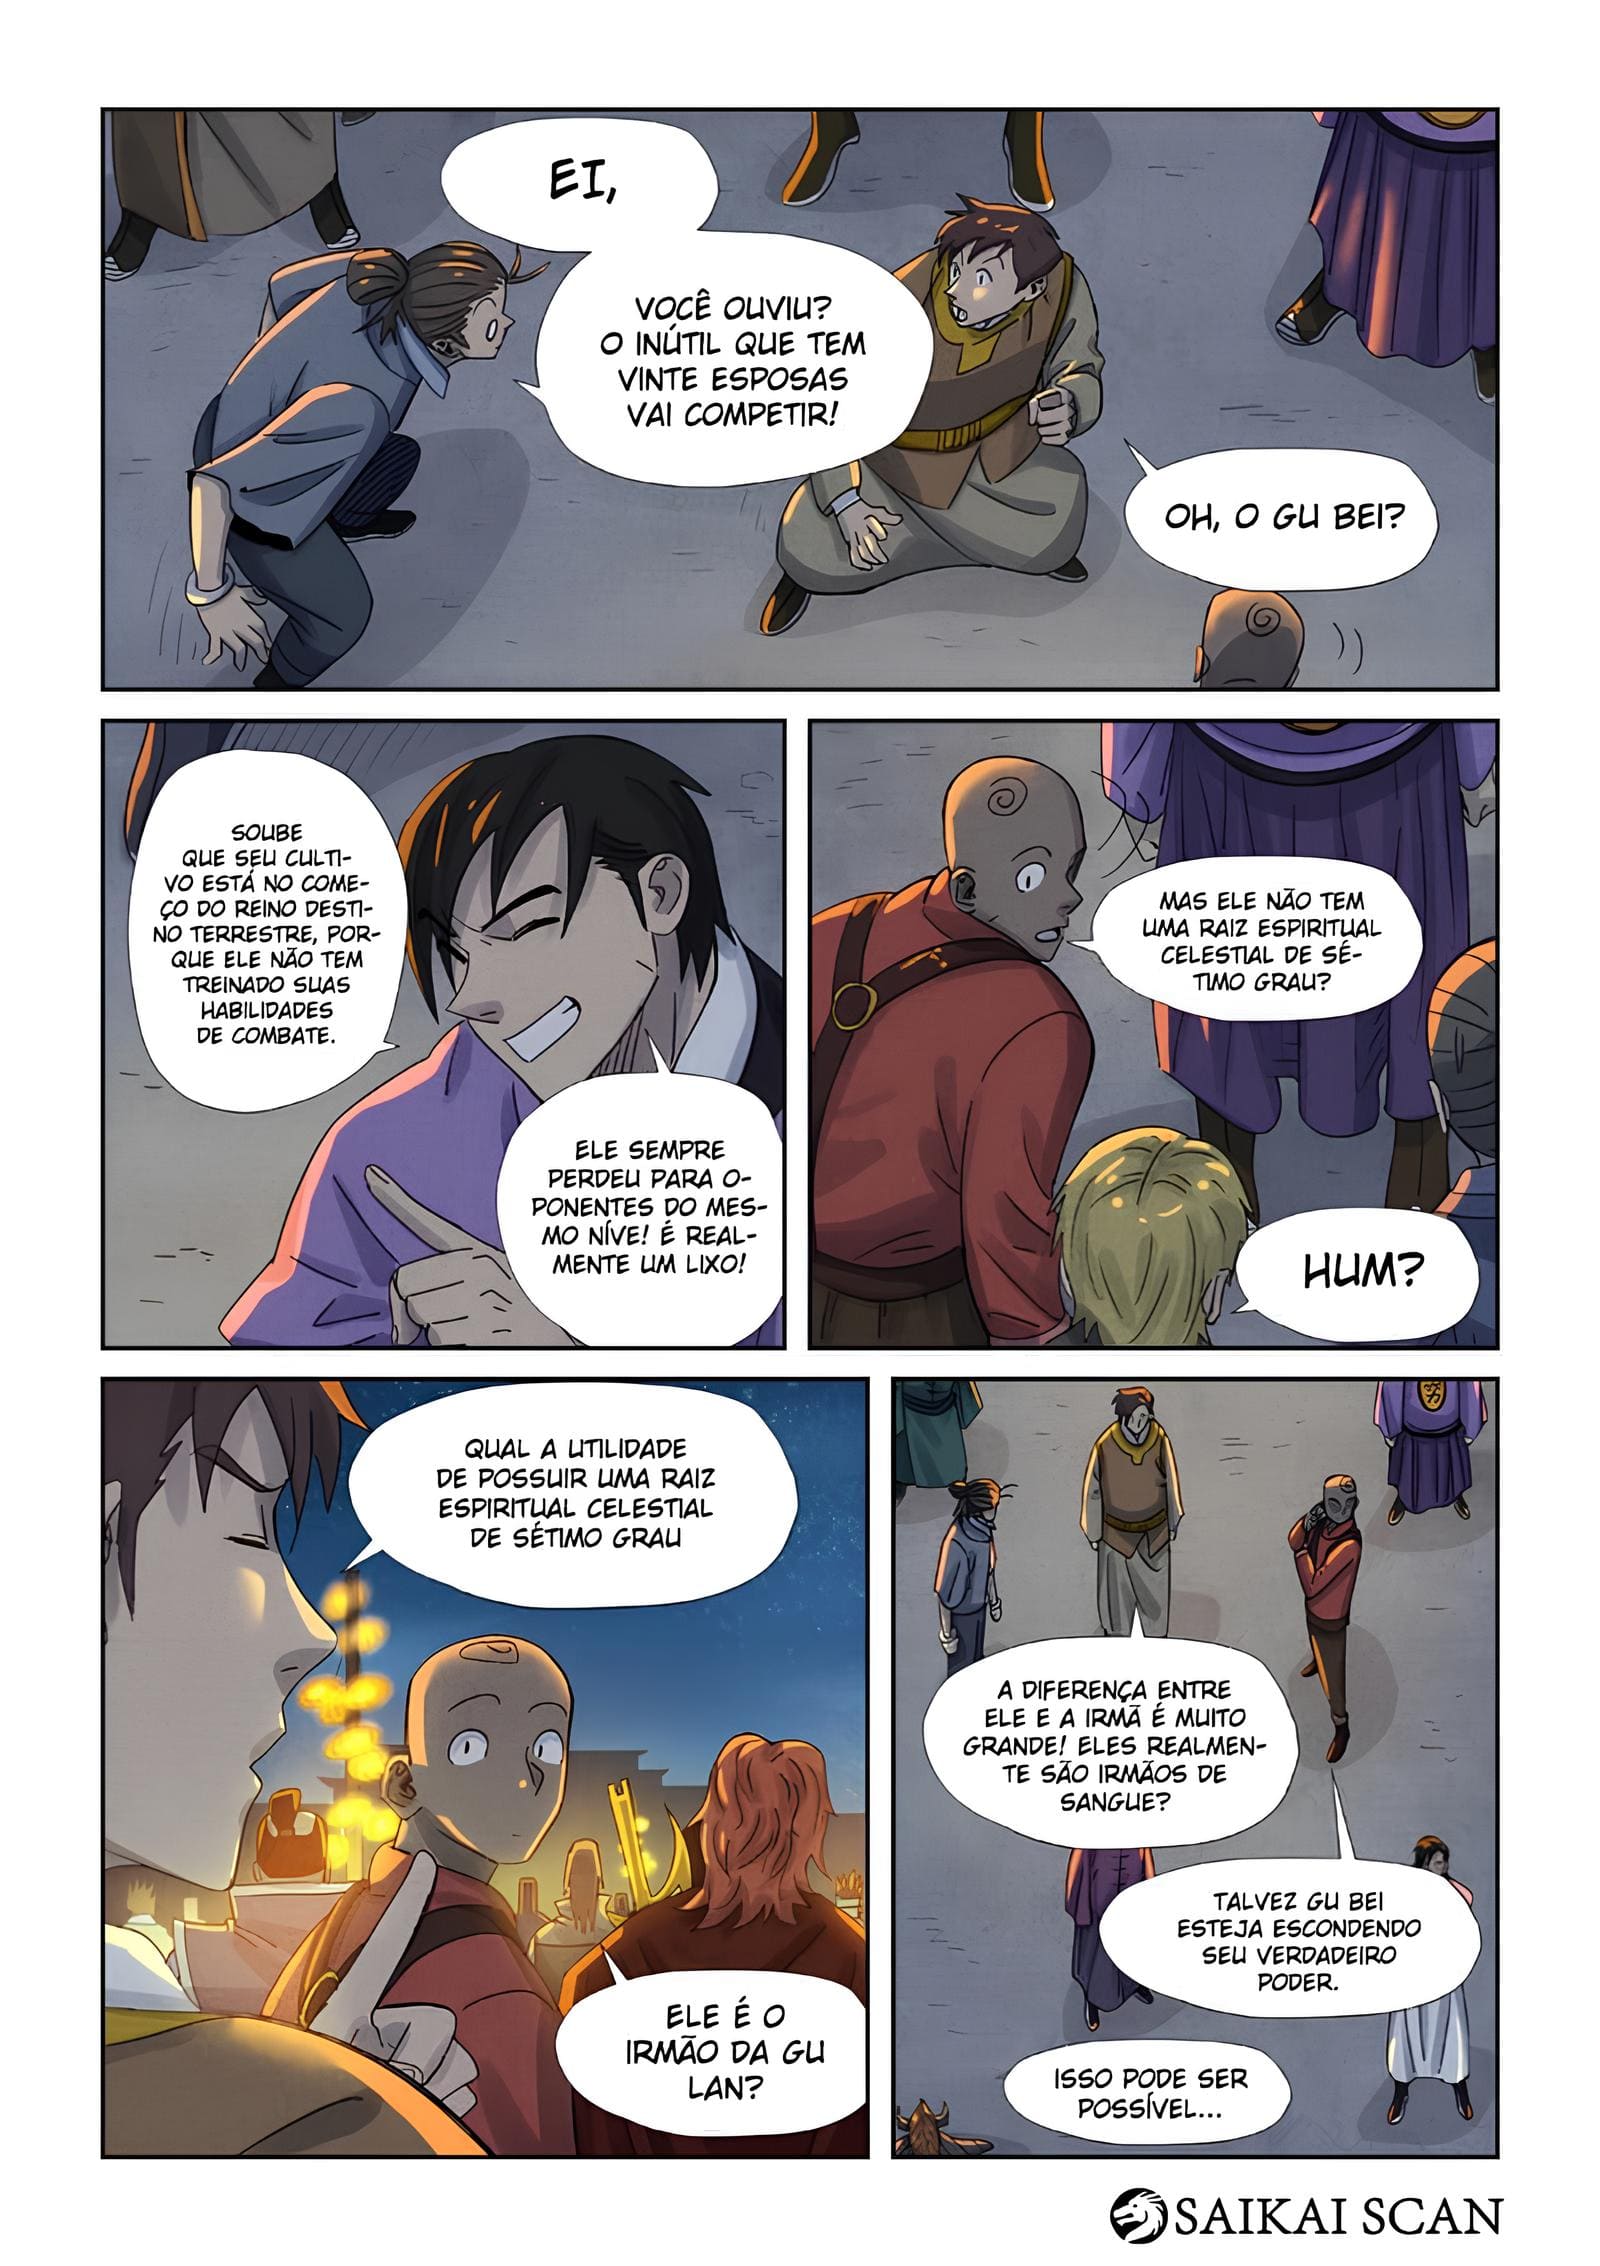 EI,
VOCÊ OUVIU?
O INÚTIL QUE TEM
VINTE ESPOSAS
VAI COMPETIR!
OH, O GU BEI?
SOUBE
QUE SEU CULTI-
VO ESTÁ NO COME-
ÇO DO REINO DESTI-
NO TERRESTRE, POR-
QUE ELE NÃO TEM
TREINADO SUAS
HABILIDADES
DE COMBATE.
ELE SEMPRE
PERDEU PARA O-
PONENTES DO MES-
MO NÍVE! É REAL-
MENTE UM LIXO!
MAS ELE NÃO TEM
UMA RAIZ ESPIRITUAL
CELESTIAL DE SÉ-
TIMO GRAU?
HUM?
QUAL A UTILIDADE
DE POSSUIR UMA RAIZ
ESPIRITUAL CELESTIAL
DE SÉTIMO GRAU
ELE É O
IRMÃO DA GU
LAN?
A DIFERENÇA ENTRE
ELE E A IRMÃ É MUITO
GRANDE! ELES REALMEN-
TE SÃO IRMÃOS DE
SANGUE?
TALVEZ GU BEI
ESTEJA ESCONDENDO
SEU VERDADEIRO
PODER.
ISSO PODE SER
POSSÍVEL...
SAIKAI SCAN